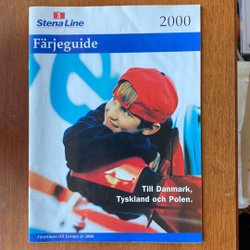 S
Stena Line
2000
Färjeguide
Till Danmark,
Tyskland och Polen.
Färjelinjer till Europa år 2000.